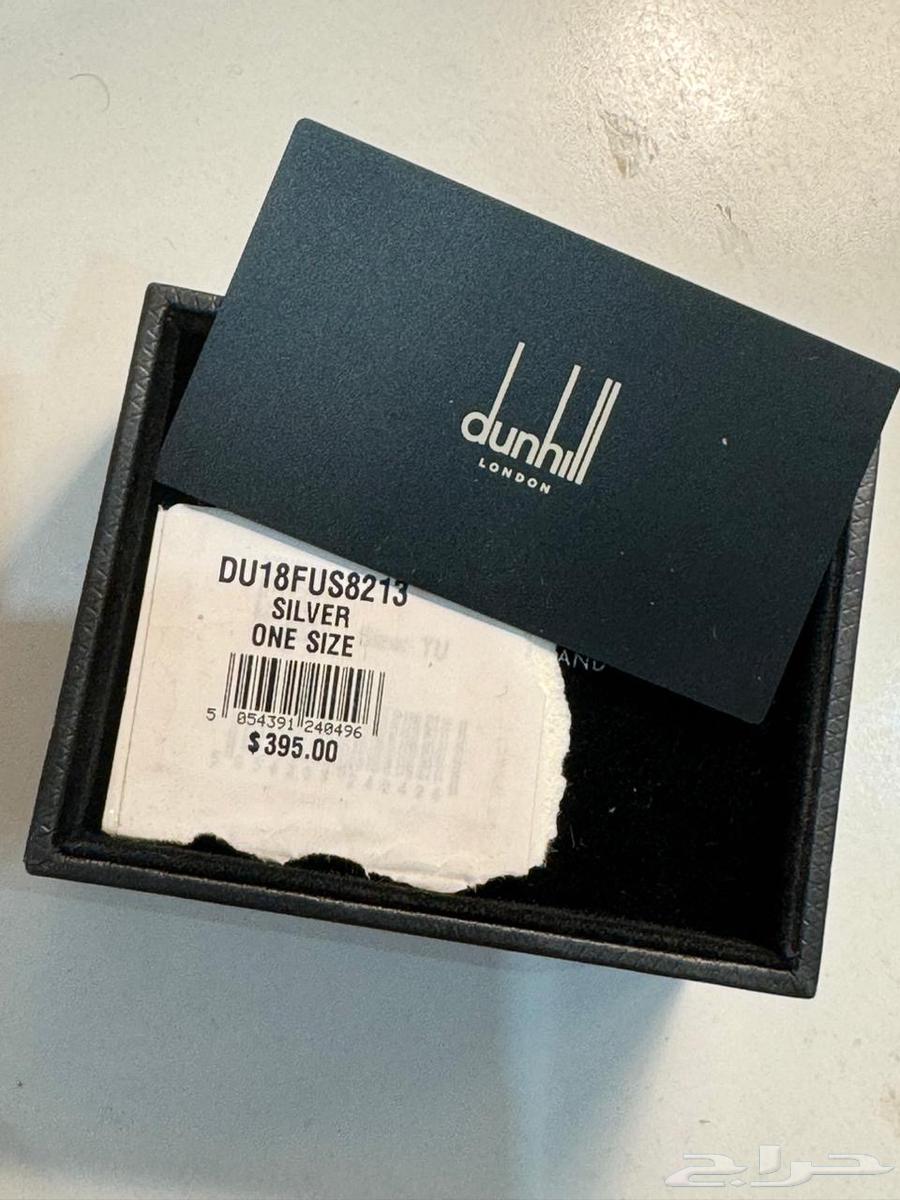 dunhill
LONDON
DU18FUS8213
SILVER
ONE SIZE
5 054391 240496
$395.00
حراج